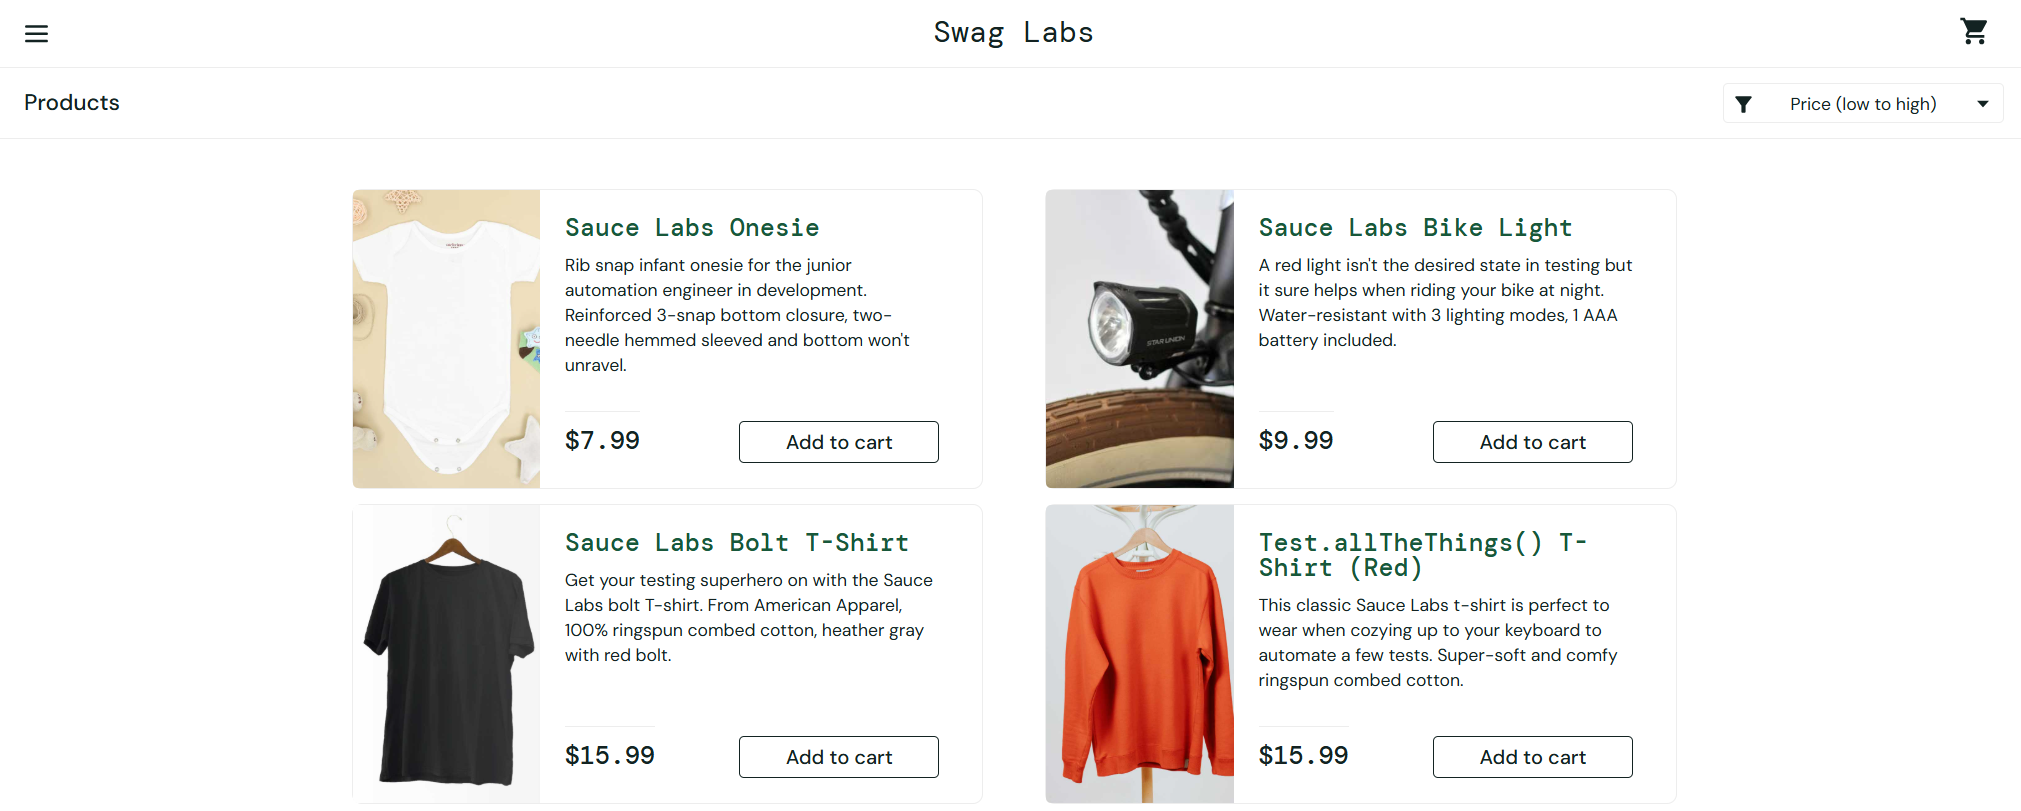 Swag Labs
Products
Price (low to high)
Sauce Labs Onesie
Rib snap infant onesie for the junior
automation engineer in development.
Reinforced 3-snap bottom closure, two-
needle hemmed sleeved and bottom won't
unravel.
$7.99
Add to cart
Sauce Labs Bike Light
A red light isn't the desired state in testing but
it sure helps when riding your bike at night.
Water-resistant with 3 lighting modes, 1 AAA
battery included.
STAR UNION
$9.99
Add to cart
Sauce Labs Bolt T-Shirt
Get your testing superhero on with the Sauce
Labs bolt T-shirt. From American Apparel,
100% ringspun combed cotton, heather gray
with red bolt.
$15.99
Add to cart
Test.allTheThings() T-
Shirt (Red)
This classic Sauce Labs t-shirt is perfect to
wear when cozying up to your keyboard to
automate a few tests. Super-soft and comfy
ringspun combed cotton.
$15.99
Add to cart